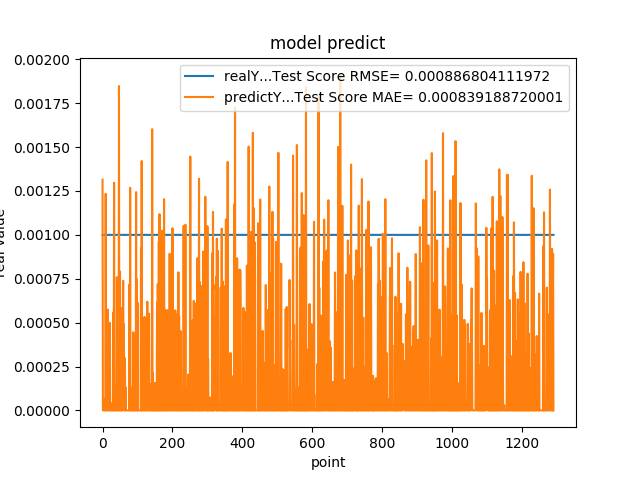 model predict
realY...Test Score RMSE= 0.000886804111972
predictY...Test Score MAE= 0.000839188720001
0.00200
0.00175
0.00150
0.00125
0.00100
0.00075
0.00050
0.00025
0.00000
real value
0 200 400 600 800 1000 1200
point